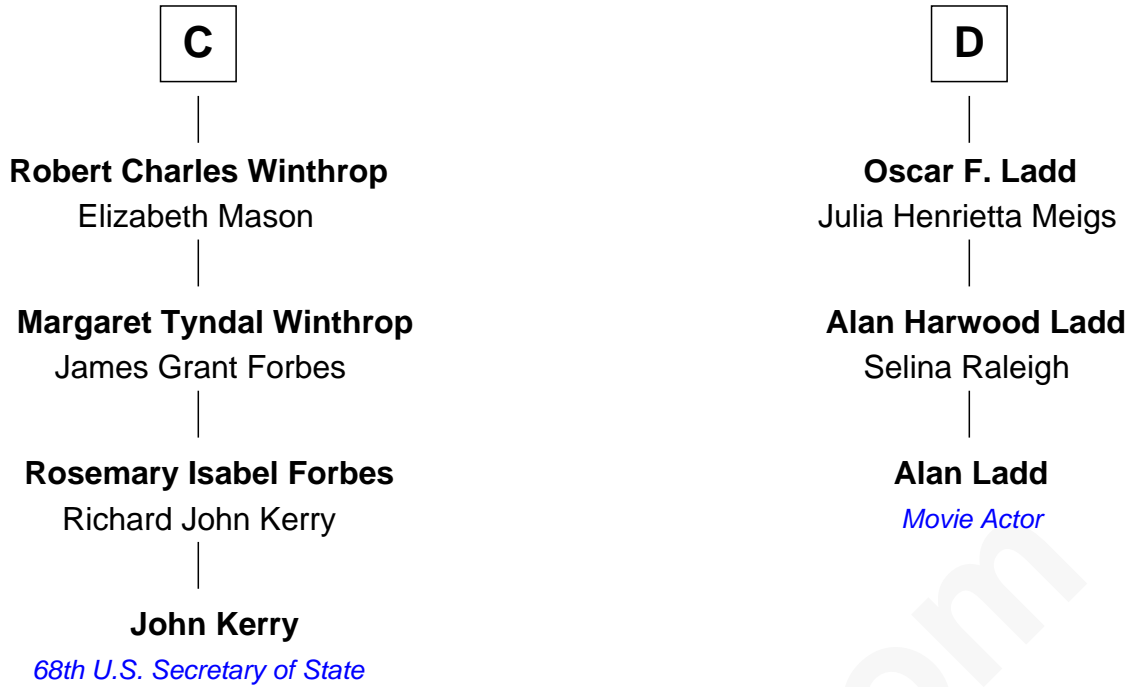 C
Robert Charles Winthrop
Elizabeth Mason
Margaret Tyndal Winthrop
James Grant Forbes
Rosemary Isabel Forbes
Richard John Kerry
John Kerry
68th U.S. Secretary of State
D
Oscar F. Ladd
Julia Henrietta Meigs
Alan Harwood Ladd
Selina Raleigh
Alan Ladd
Movie Actor
om